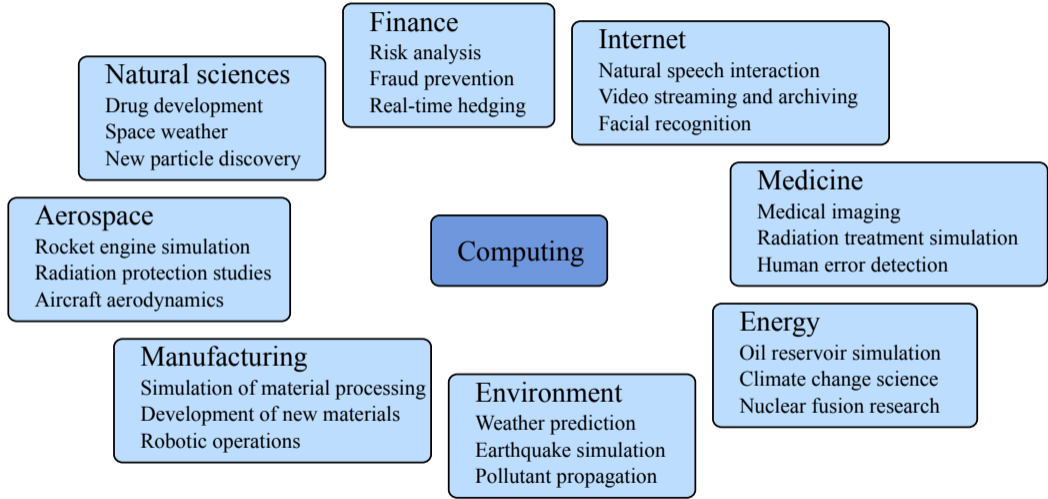 Finance
Risk analysis
Fraud prevention
Real-time hedging
Internet
Natural speech interaction
Video streaming and archiving
Facial recognition
Natural sciences
Drug development
Space weather
New particle discovery
Medicine
Medical imaging
Radiation treatment simulation
Human error detection
Aerospace
Rocket engine simulation
Radiation protection studies
Aircraft aerodynamics
Computing
Energy
Oil reservoir simulation
Climate change science
Nuclear fusion research
Manufacturing
Simulation of material processing
Development of new materials
Robotic operations
Environment
Weather prediction
Earthquake simulation
Pollutant propagation